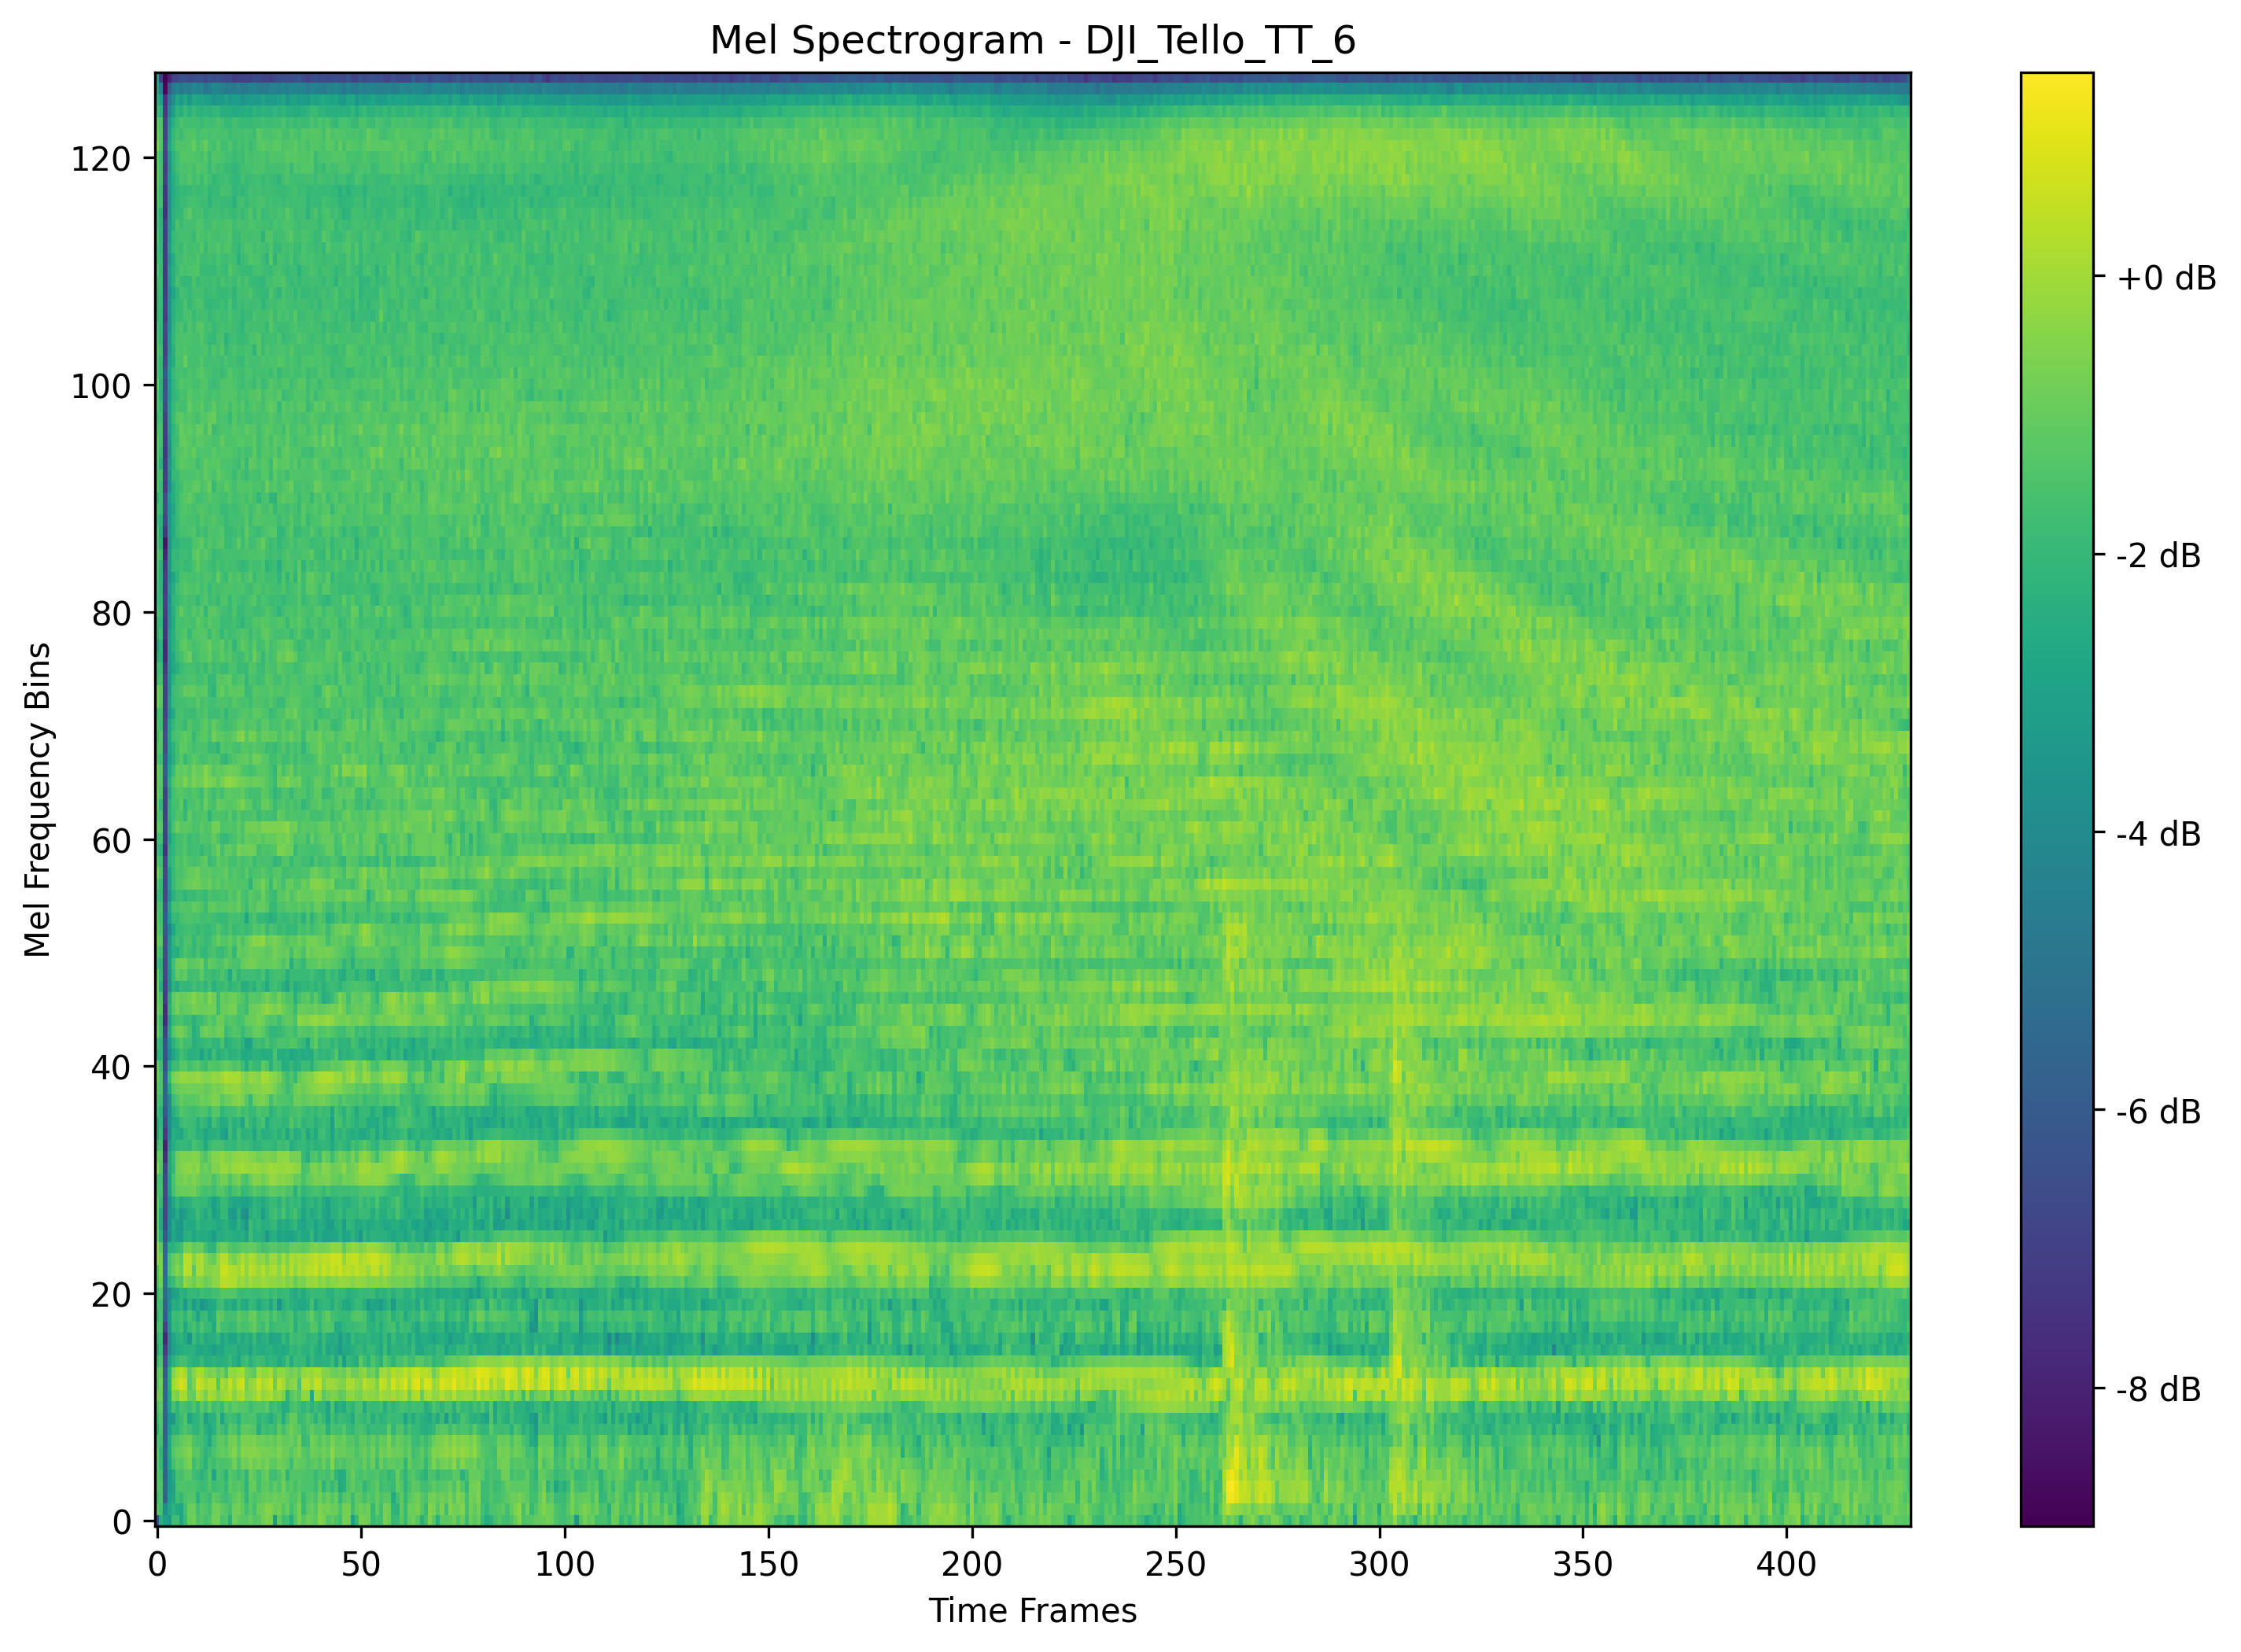 Mel Spectrogram - DJI_Tello_TT_6
Mel Frequency Bins
120
100
80
60
40
20
0
0 50 100 150 200 250 300 350 400
Time Frames
+0 dB
-2 dB
-4 dB
-6 dB
-8 dB